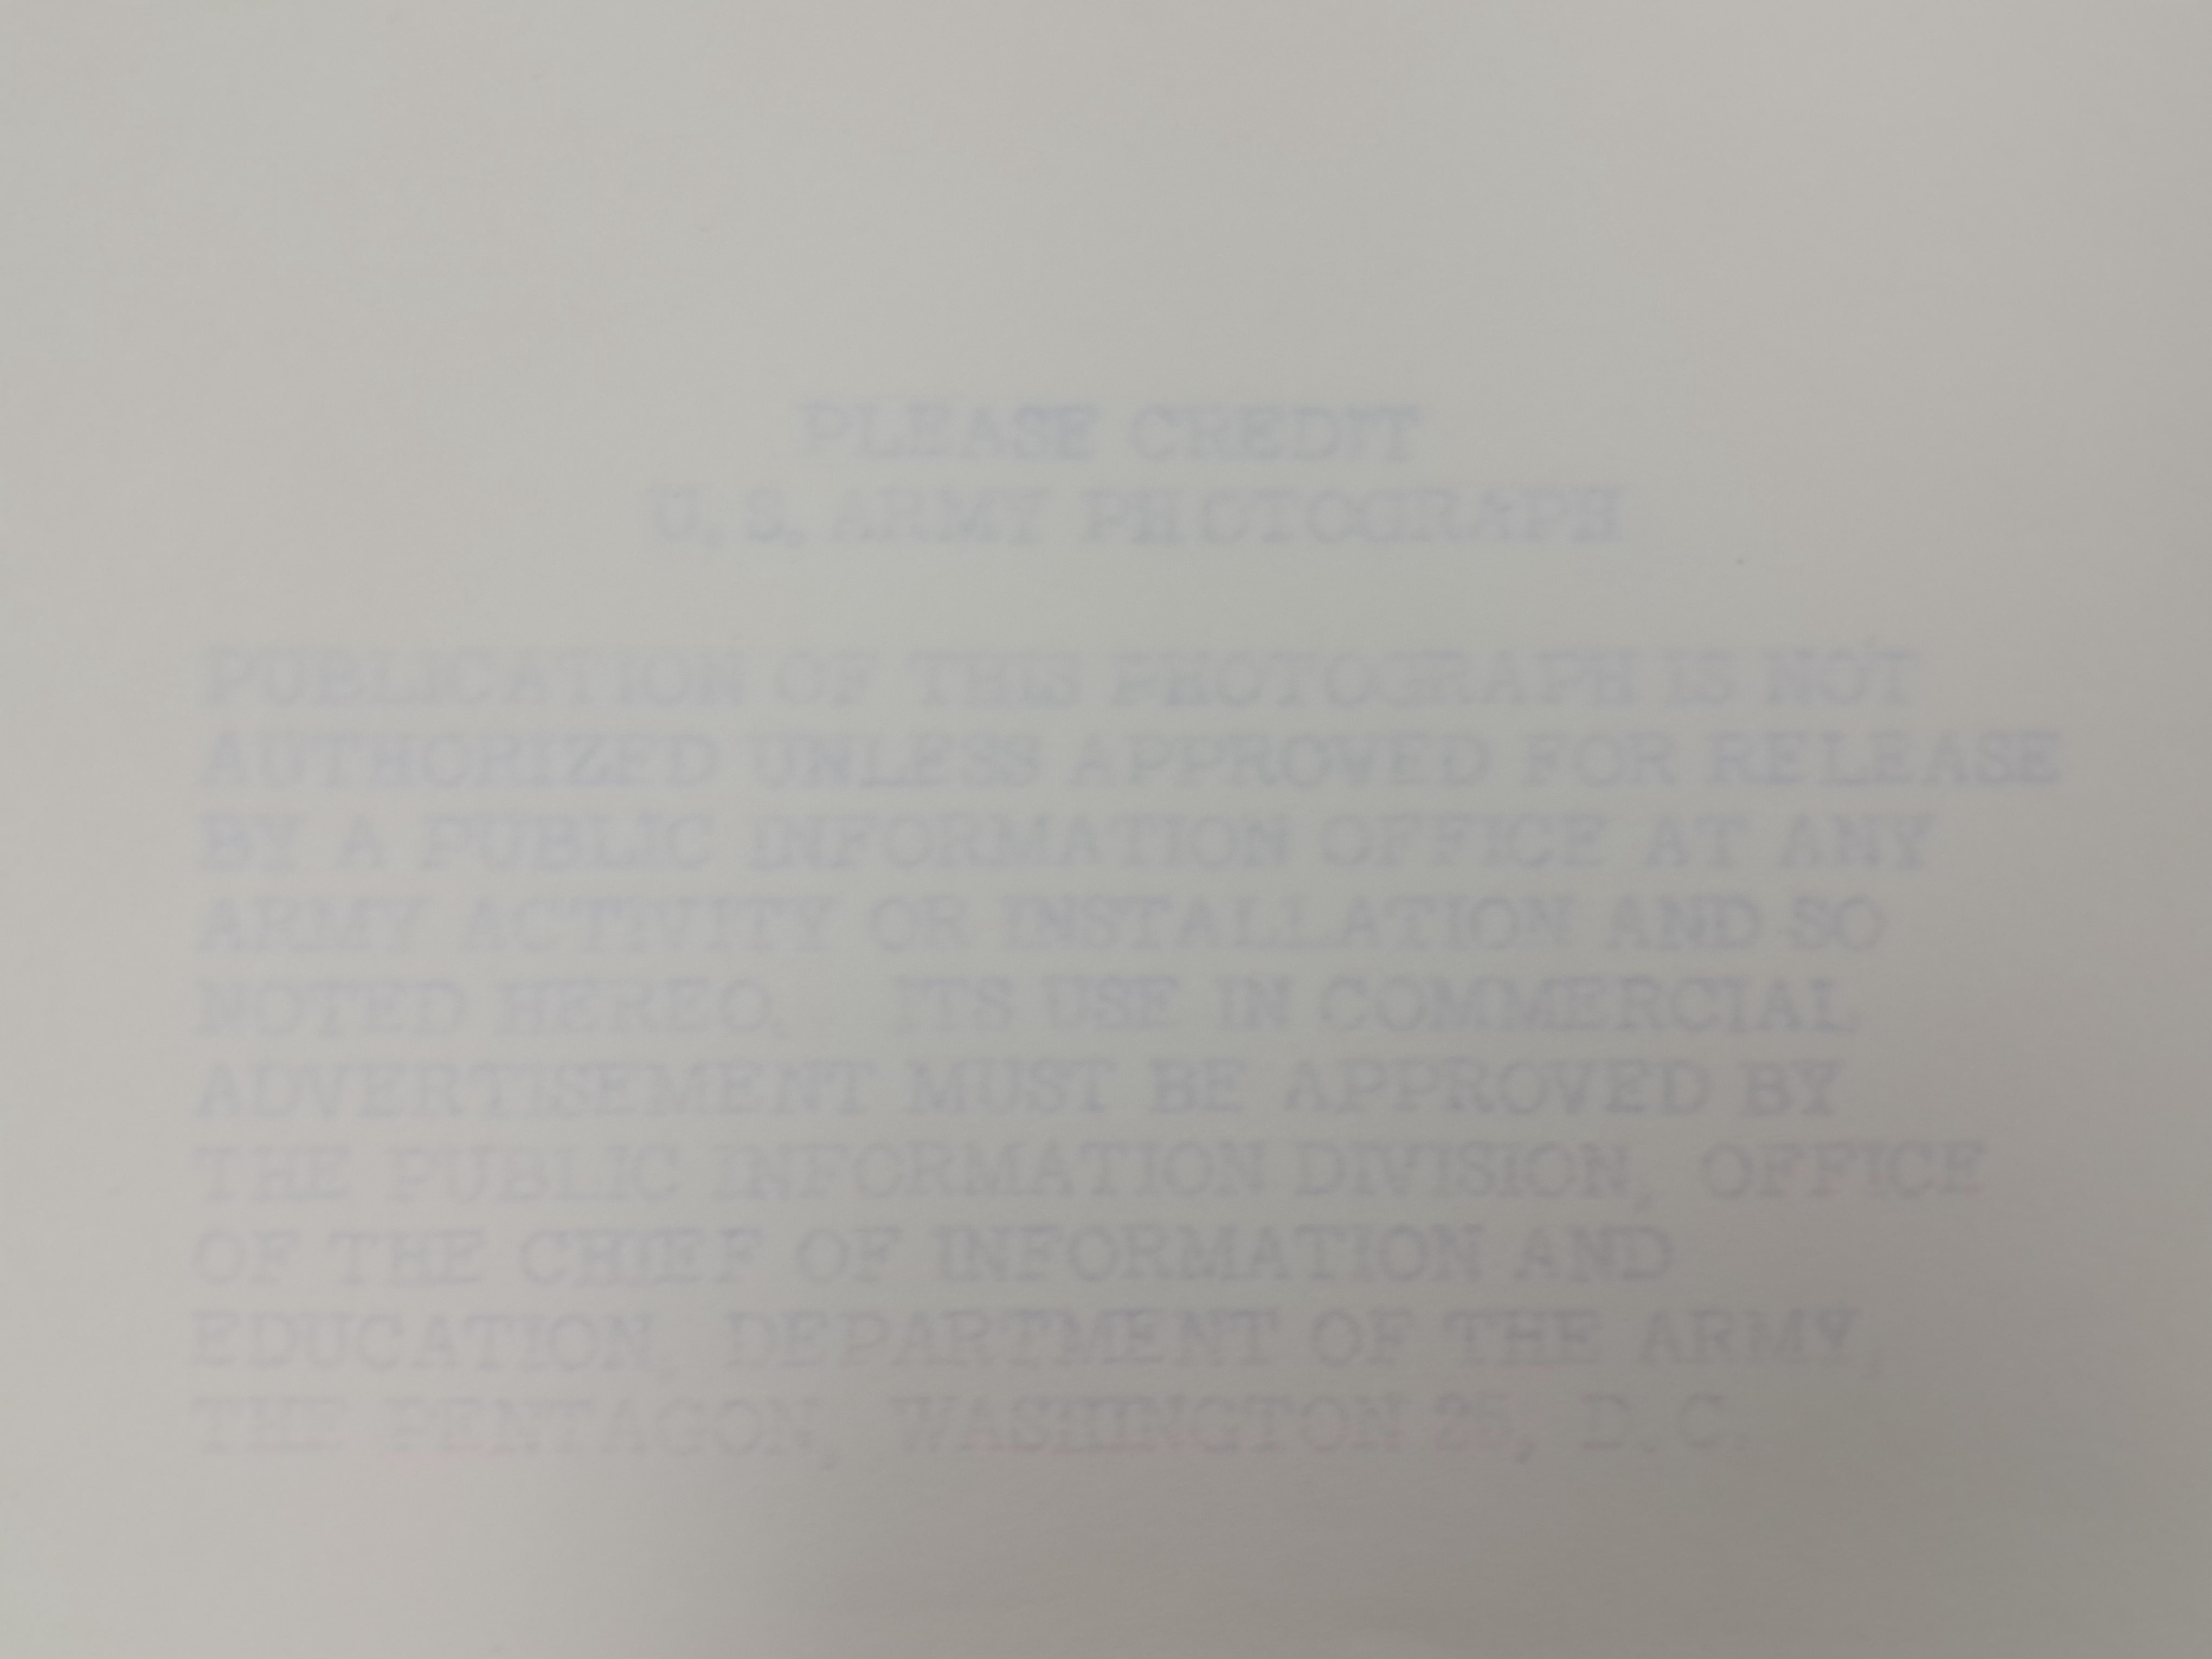 PLEASE CREDIT
U.S. ARMY PHOTOGRAPH
PUBLICATION OF THIS PHOTOGRAPH IS NOT
AUTHORIZED UNLESS APPROVED FOR RELEASE
BY A PUBLIC INFORMATION OFFICE AT ANY
ARMY ACTIVITY OR INSTALLATION AND SO
NOTED HEREO. ITS USE IN COMMERCIAL
ADVERTISEMENT MUST BE APPROVED BY
THE PUBLIC INFORMATION DIVISION, OFFICE
OF THE CHIEF OF INFORMATION AND
EDUCATION, DEPARTMENT OF THE ARMY,
THE PENTAGON, WASHINGTON 25, D.C.